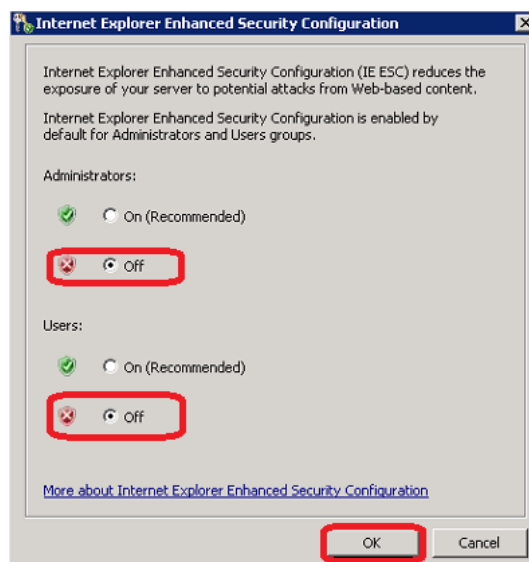 Internet Explorer Enhanced Security Configuration
Internet Explorer Enhanced Security Configuration (IE ESC) reduces the
exposure of your server to potential attacks from Web-based content.
Internet Explorer Enhanced Security Configuration is enabled by
default for Administrators and Users groups.
Administrators:
On (Recommended)
Off
Users:
On (Recommended)
Off
More about Internet Explorer Enhanced Security Configuration
OK
Cancel